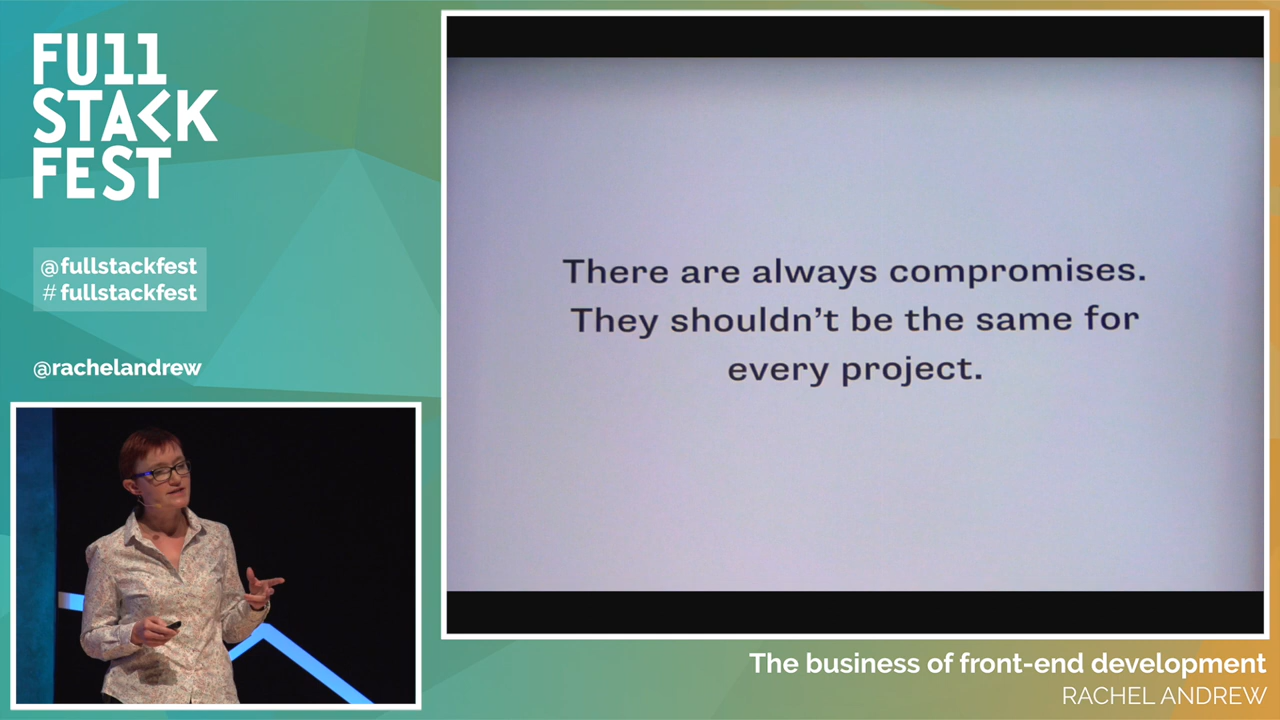 FULL
STACK
FEST
@fullstackfest
# fullstackfest
@rachelandrew
There are always compromises.
They shouldn’t be the same for
every project.
The business of front-end development
RACHEL ANDREW